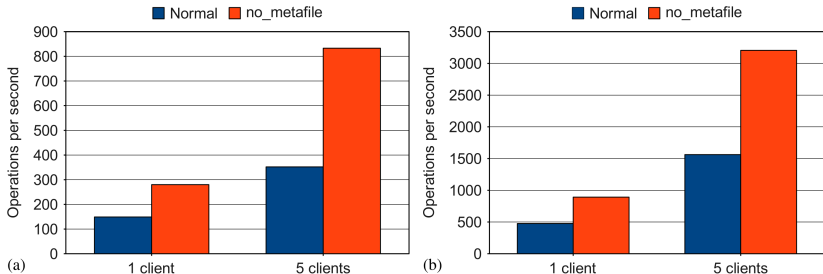 Normal no_metafile
900
800
700
600
500
400
300
200
100
0
Operations per second
1 client 5 clients
(a)
Normal no_metafile
3500
3000
2500
2000
1500
1000
500
0
Operations per second
1 client 5 clients
(b)